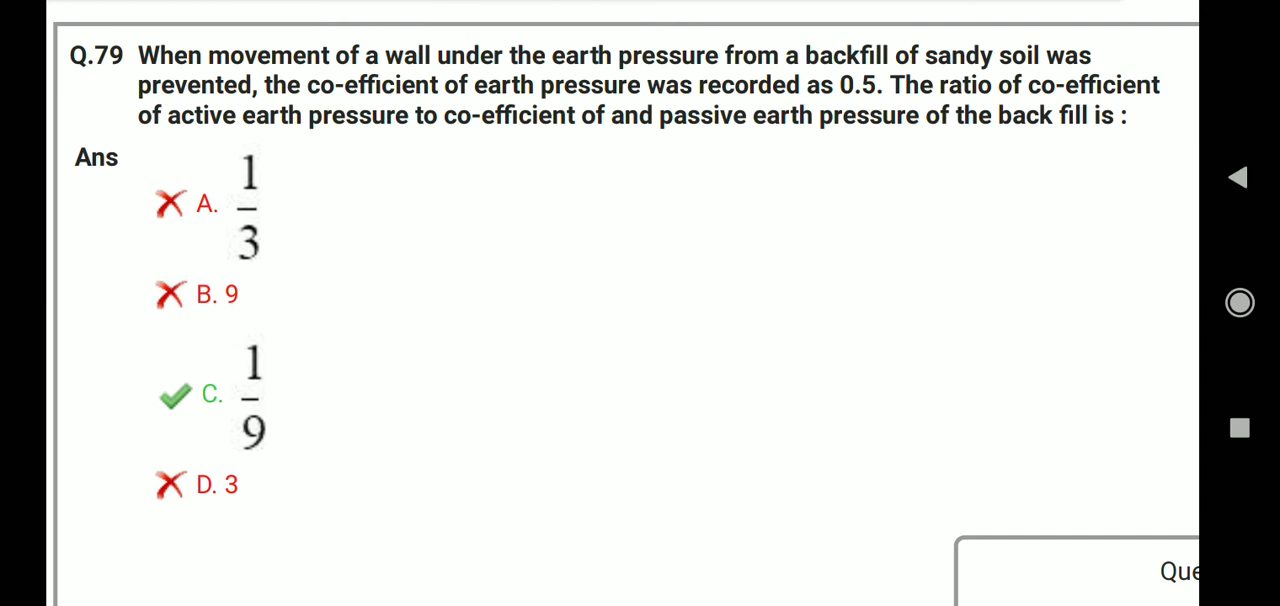 Q.79 When movement of a wall under the earth pressure from a backfill of sandy soil was
prevented, the co-efficient of earth pressure was recorded as 0.5. The ratio of co-efficient
of active earth pressure to co-efficient of and passive earth pressure of the back fill is :
Ans
A. 1/3
B. 9
C. 1/9
D. 3
Que